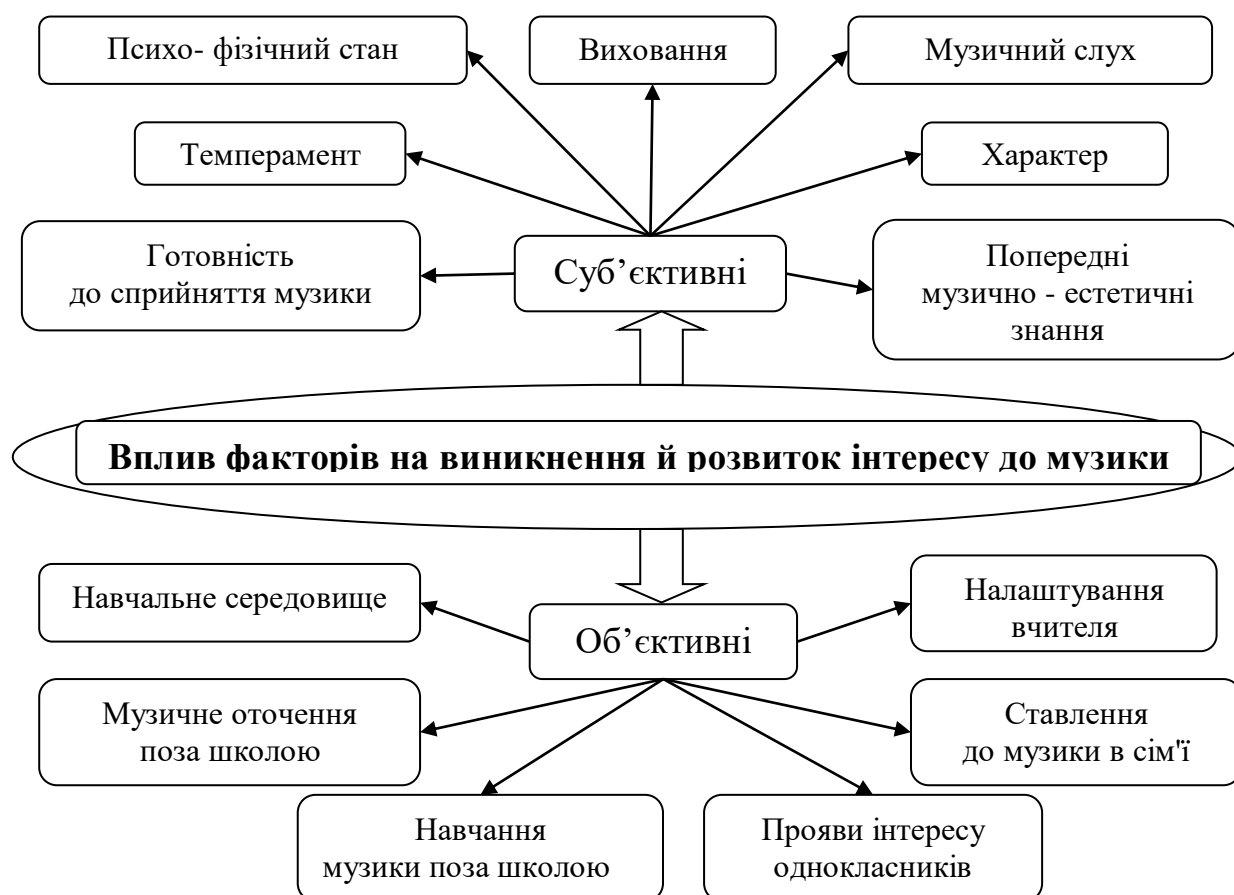 Психо- фізичний стан
Виховання
Музичний слух
Темперамент
Характер
Готовність
до сприйняття музики
Суб’єктивні
Попередні
музично - естетичні
знання
Вплив факторів на виникнення й розвиток інтересу до музики
Навчальне середовище
Об’єктивні
Налаштування
вчителя
Музичне оточення
поза школою
Ставлення
до музики в сім'ї
Навчання
музики поза школою
Прояви інтересу
однокласників